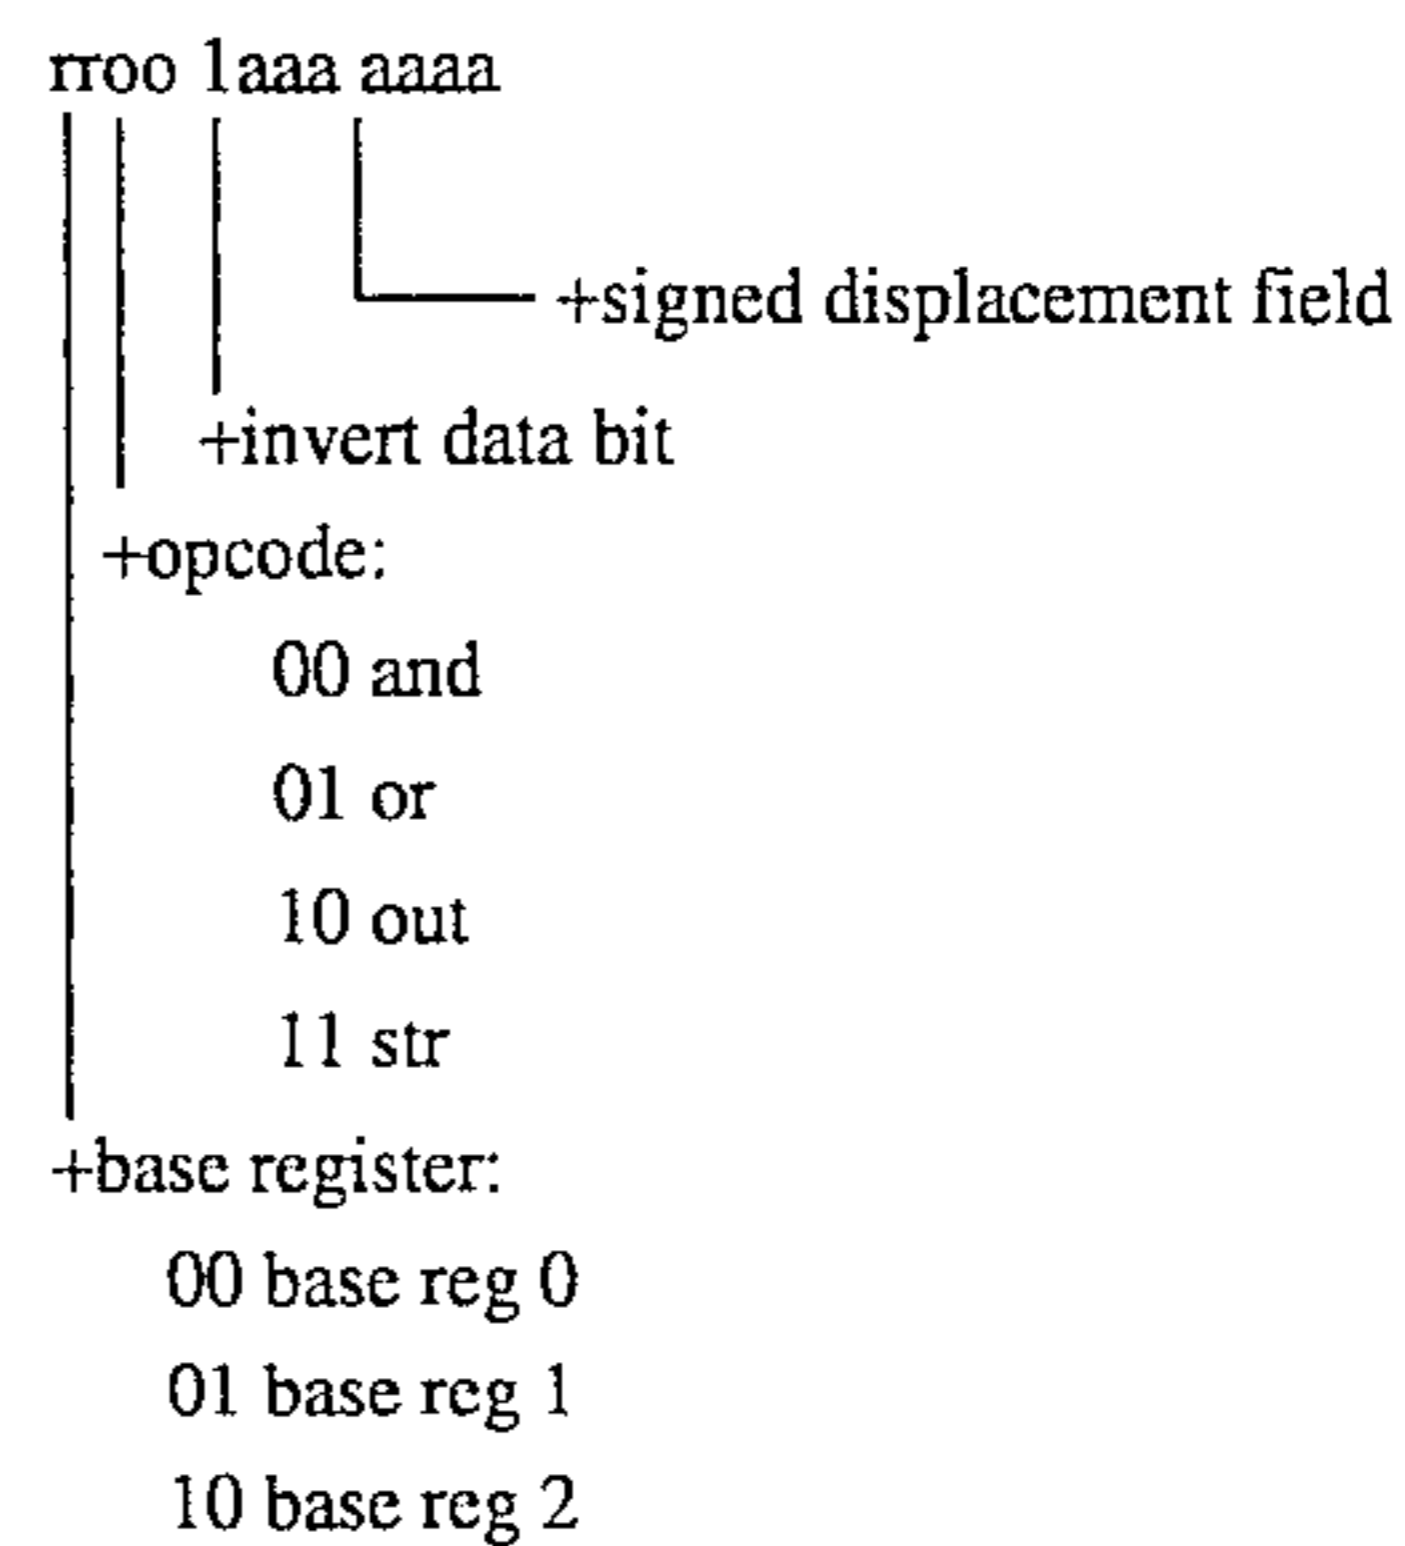 rroo 1aaa aaaa
+signed displacement field
+invert data bit
+opcode:
00 and
01 or
10 out
11 str
+base register:
00 base reg 0
01 base reg 1
10 base reg 2